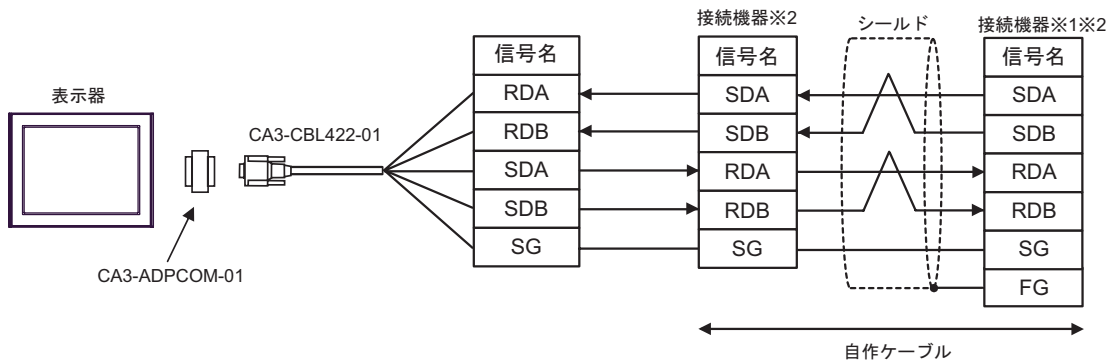 表示器
CA3-ADPCOM-01
CA3-CBL422-01
信号名
RDA
RDB
SDA
SDB
SG
接続機器※2
信号名
SDA
SDB
RDA
RDB
SG
シールド
接続機器※1※2
信号名
SDA
SDB
RDA
RDB
SG
FG
自作ケーブル